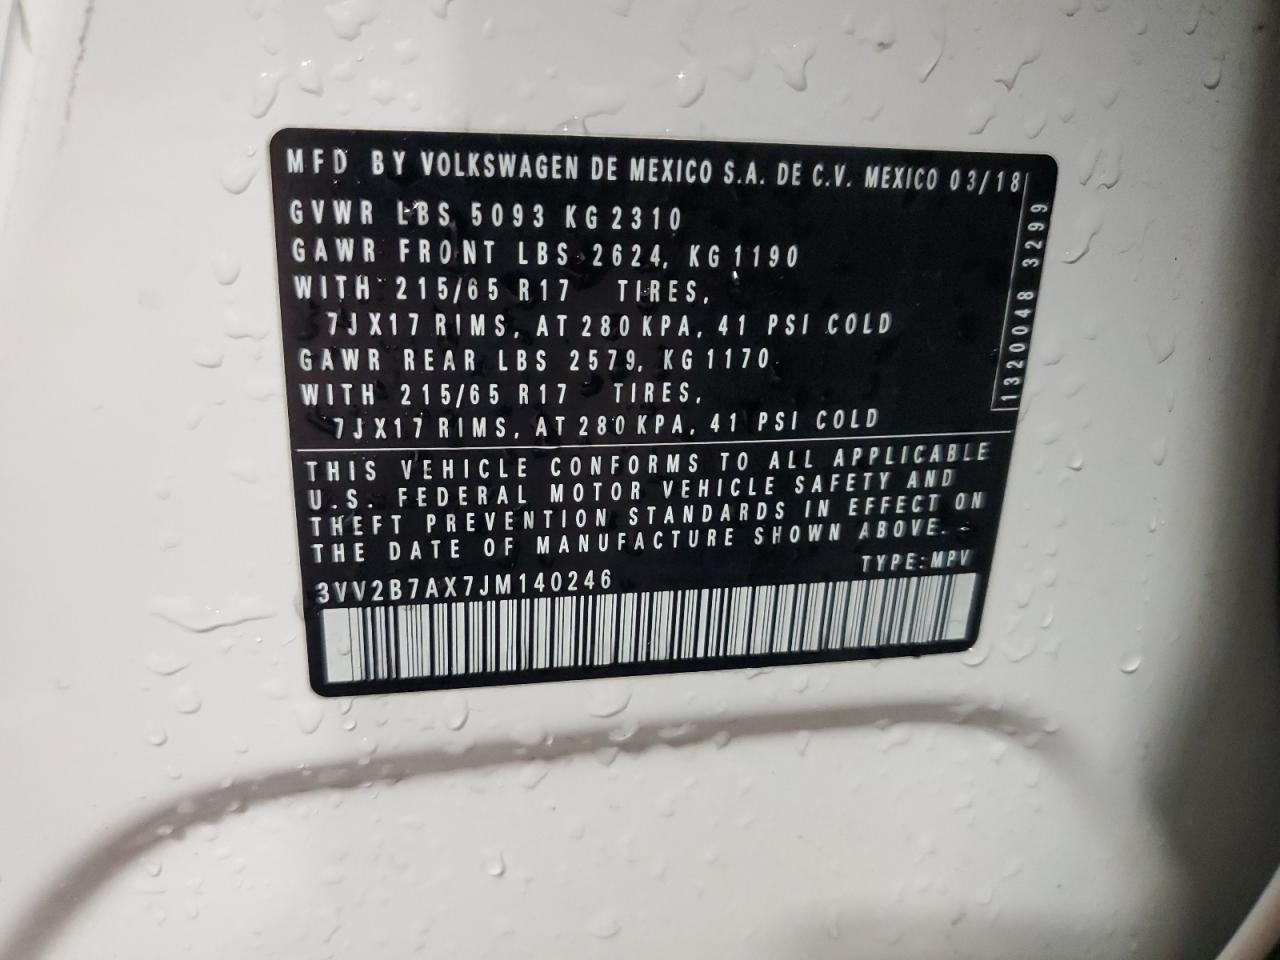 MFD BY VOLKSWAGEN DE MEXICO S.A. DE C.V. MEXICO 03/18
GVWR LBS 5093 KG 2310
GAWR FRONT LBS 2624, KG 1190
WITH 215/65 R17 TIRES,
7J X17 RIMS, AT 280 KPA, 41 PSI COLD
GAWR REAR LBS 2579, KG 1170
WITH 215/65 R17 TIRES,
7J X17 RIMS, AT 280 KPA, 41 PSI COLD
1320048 3299
THIS VEHICLE CONFORMS TO ALL APPLICABLE
U.S. FEDERAL MOTOR VEHICLE SAFETY AND
THEFT PREVENTION STANDARDS IN EFFECT ON
THE DATE OF MANUFACTURE SHOWN ABOVE.
TYPE: MPV
3VV2B7AX7JM140246